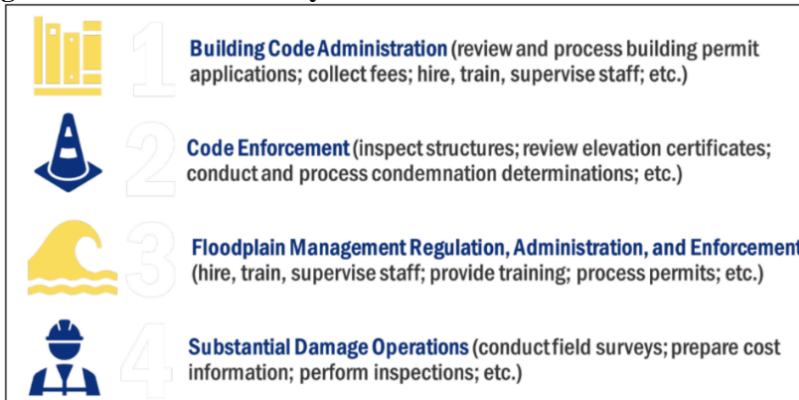 1
Building Code Administration (review and process building permit
applications; collect fees; hire, train, supervise staff; etc.)
2
Code Enforcement (inspect structures; review elevation certificates;
conduct and process condemnation determinations; etc.)
3
Floodplain Management Regulation, Administration, and Enforcement
(hire, train, supervise staff; provide training; process permits; etc.)
4
Substantial Damage Operations (conduct field surveys; prepare cost
information; perform inspections; etc.)